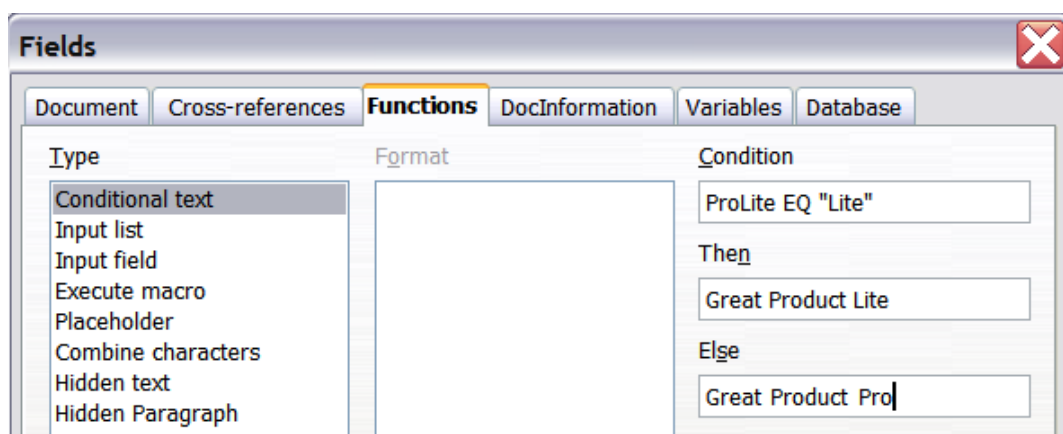 Fields
Document Cross-references Functions DocInformation Variables Database
Type Format Condition
Conditional text
Input list
Input field
Execute macro
Placeholder
Combine characters
Hidden text
Hidden Paragraph
ProLite EQ "Lite"
Then
Great Product Lite
Else
Great Product Pro